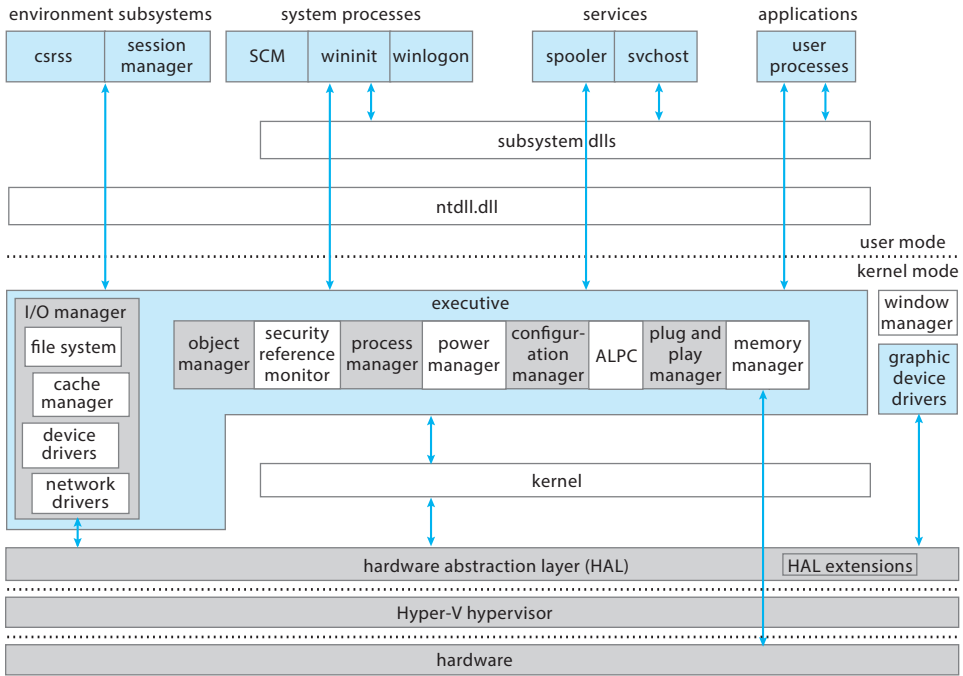 environment subsystems
system processes
services
applications
csrss
session
manager
SCM
wininit
winlogon
spooler
svchost
user
processes
subsystem dlls
ntdll.dll
user mode
kernel mode
executive
I/O manager
file system
cache
manager
device
drivers
network
drivers
object
manager
security
reference
monitor
process
manager
power
manager
configur-
ation
manager
ALPC
plug and
play
manager
memory
manager
window
manager
graphic
device
drivers
kernel
hardware abstraction layer (HAL)
HAL extensions
Hyper-V hypervisor
hardware